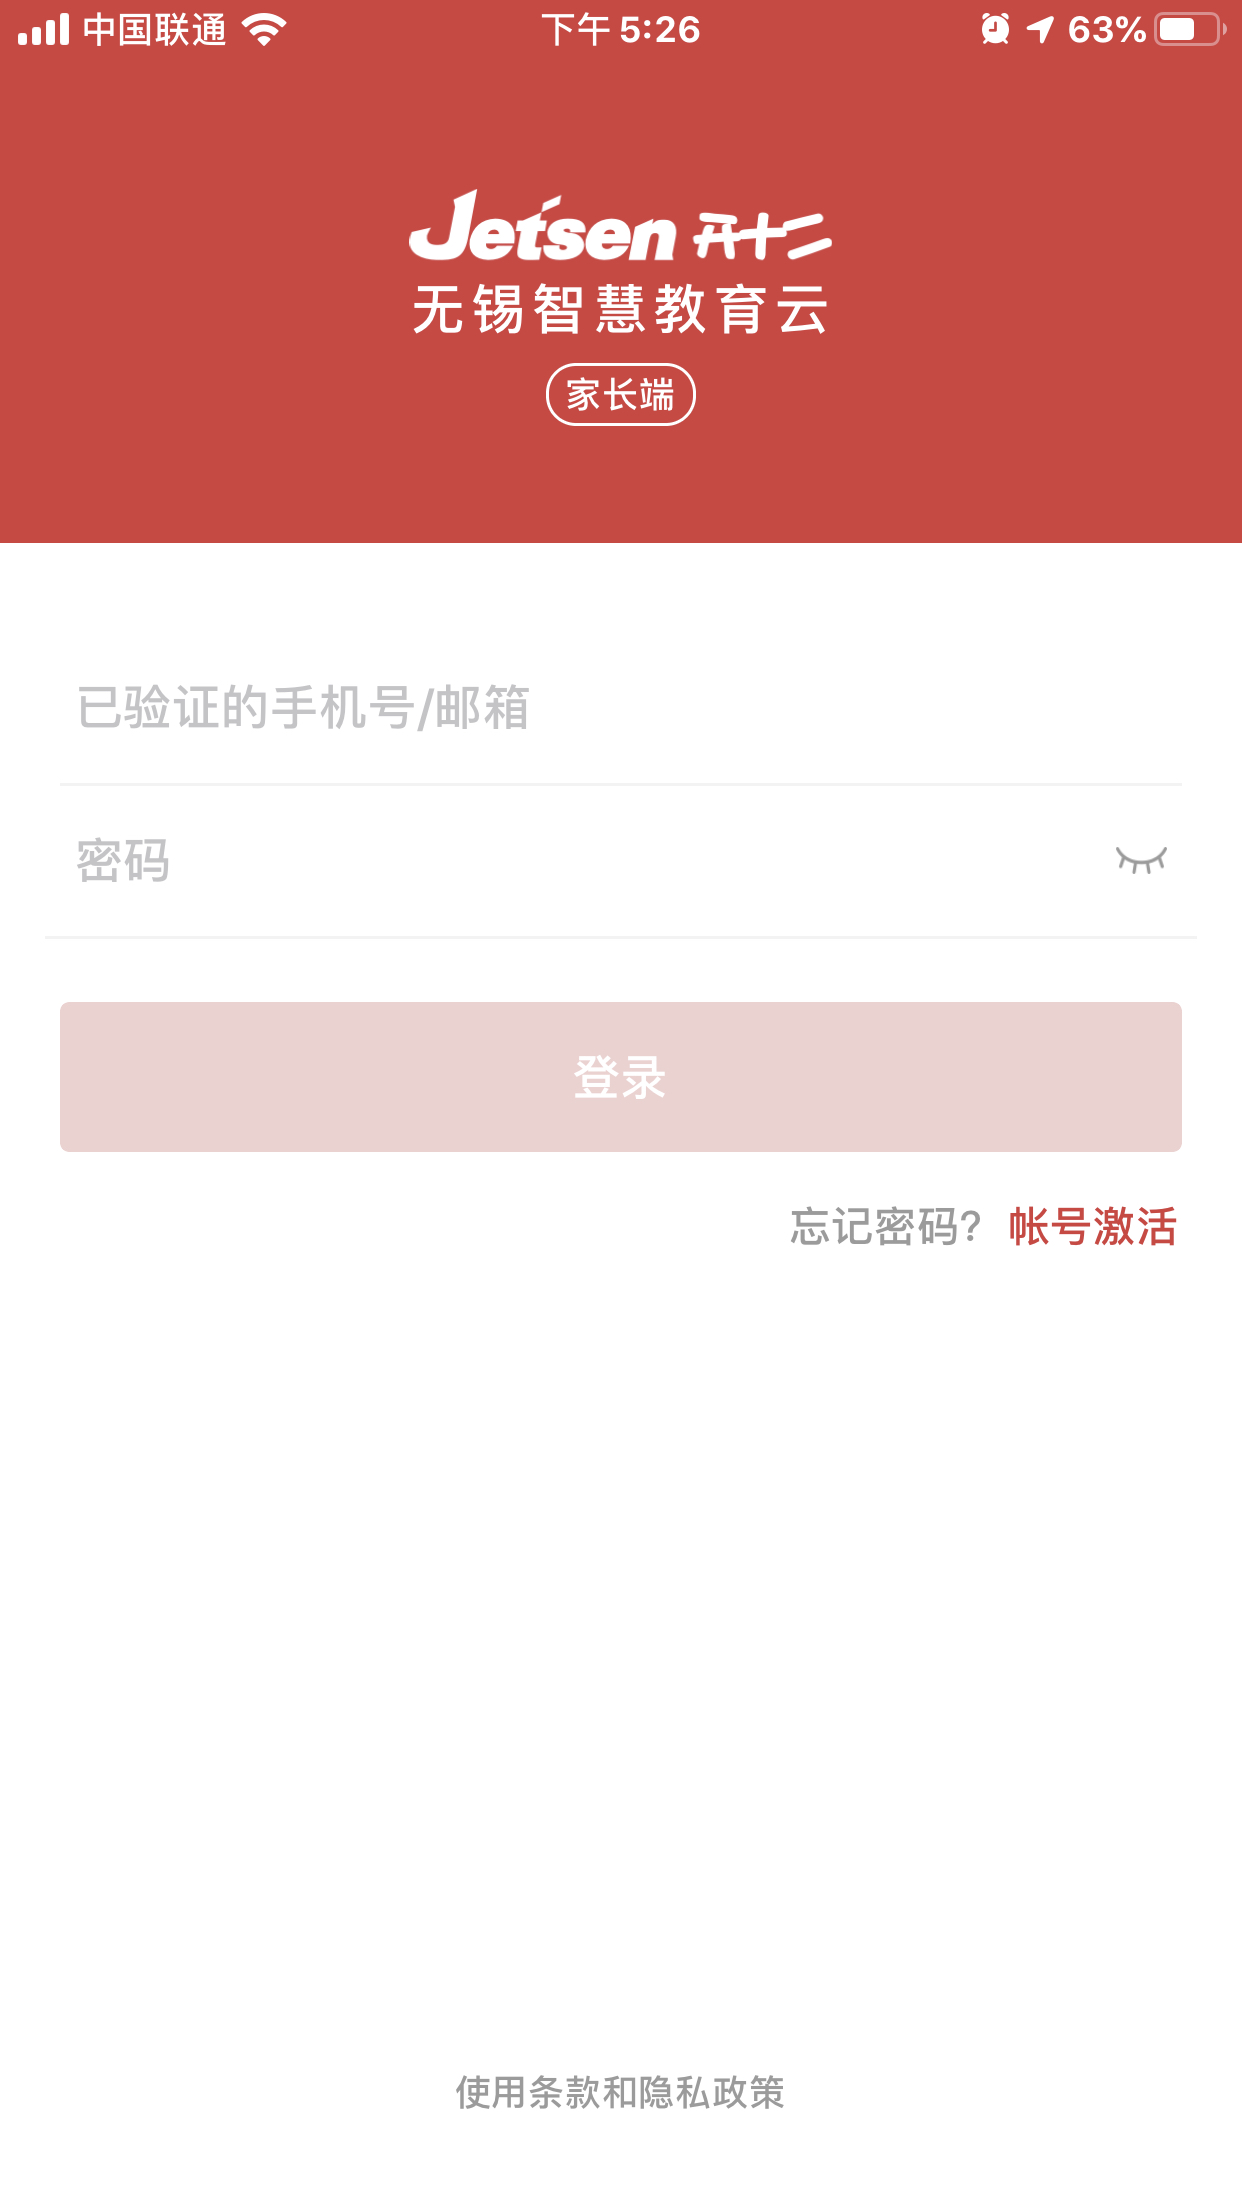 中国联通 下午 5:26 63%
Jetsen 开十二
无锡智慧教育云
家长端
已验证的手机号/邮箱
密码
登录
忘记密码? 帐号激活
使用条款和隐私政策